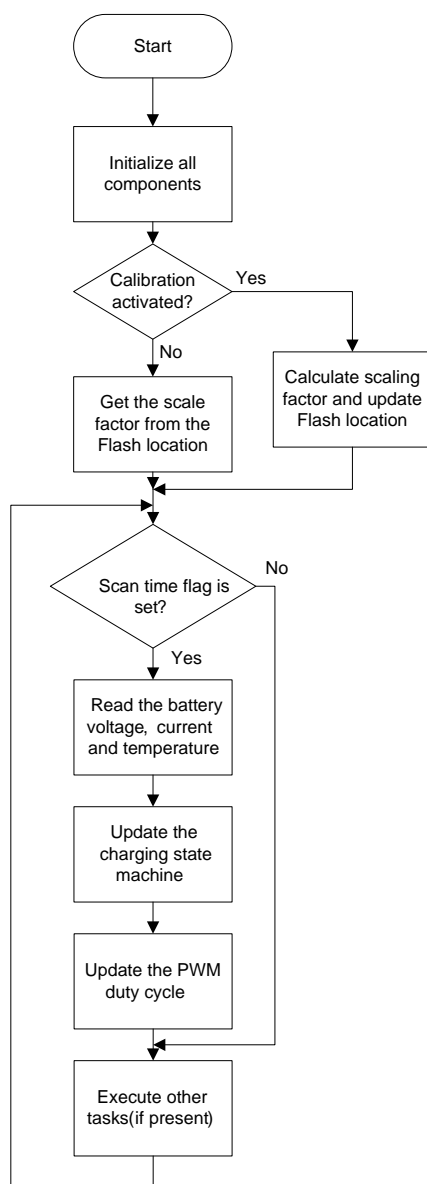 Start
Initialize all
components
Calibration
activated?
Yes
No
Calculate scaling
factor and update
Flash location
Get the scale
factor from the
Flash location
Scan time flag is
set?
No
Yes
Read the battery
voltage, current
and temperature
Update the
charging state
machine
Update the PWM
duty cycle
Execute other
tasks(if present)